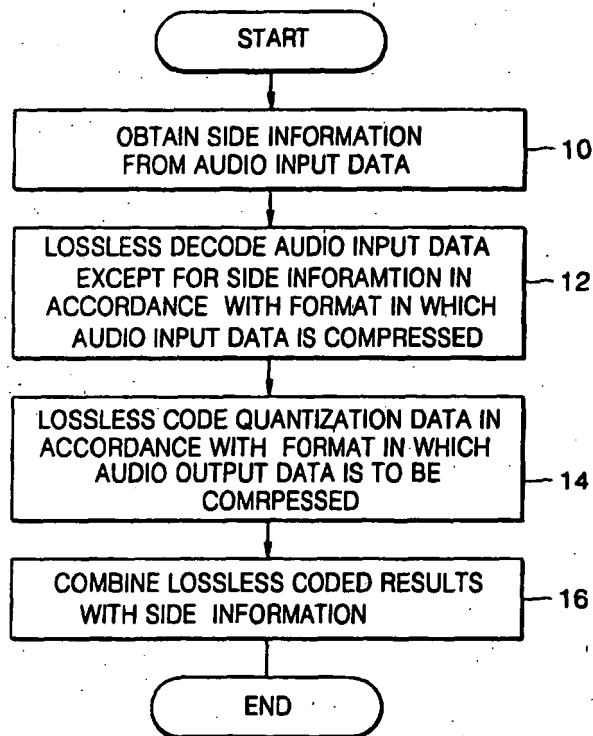 START
OBTAIN SIDE INFORMATION
FROM AUDIO INPUT DATA
10
LOSSLESS DECODE AUDIO INPUT DATA
EXCEPT FOR SIDE INFORAMTION IN
ACCORDANCE WITH FORMAT IN WHICH
AUDIO INPUT DATA IS COMPRESSED
12
LOSSLESS CODE QUANTIZATION DATA IN
ACCORDANCE WITH FORMAT IN WHICH
AUDIO OUTPUT DATA IS TO BE
COMRPESSED
14
COMBINE LOSSLESS CODED RESULTS
WITH SIDE INFORMATION
16
END